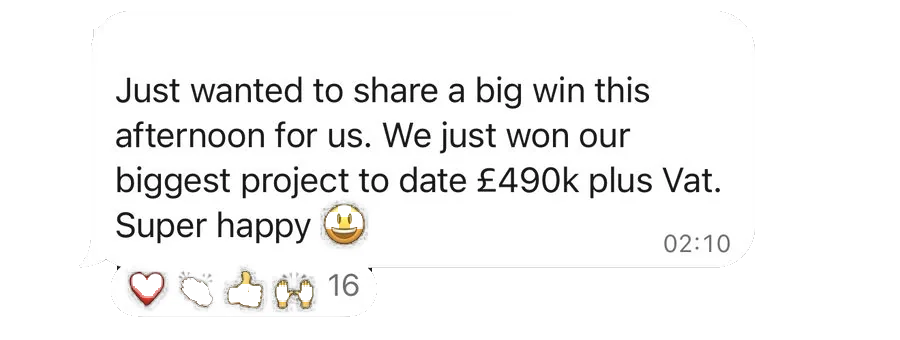 Just wanted to share a big win this
afternoon for us. We just won our
biggest project to date £490k plus Vat.
Super happy 😃
02:10
16